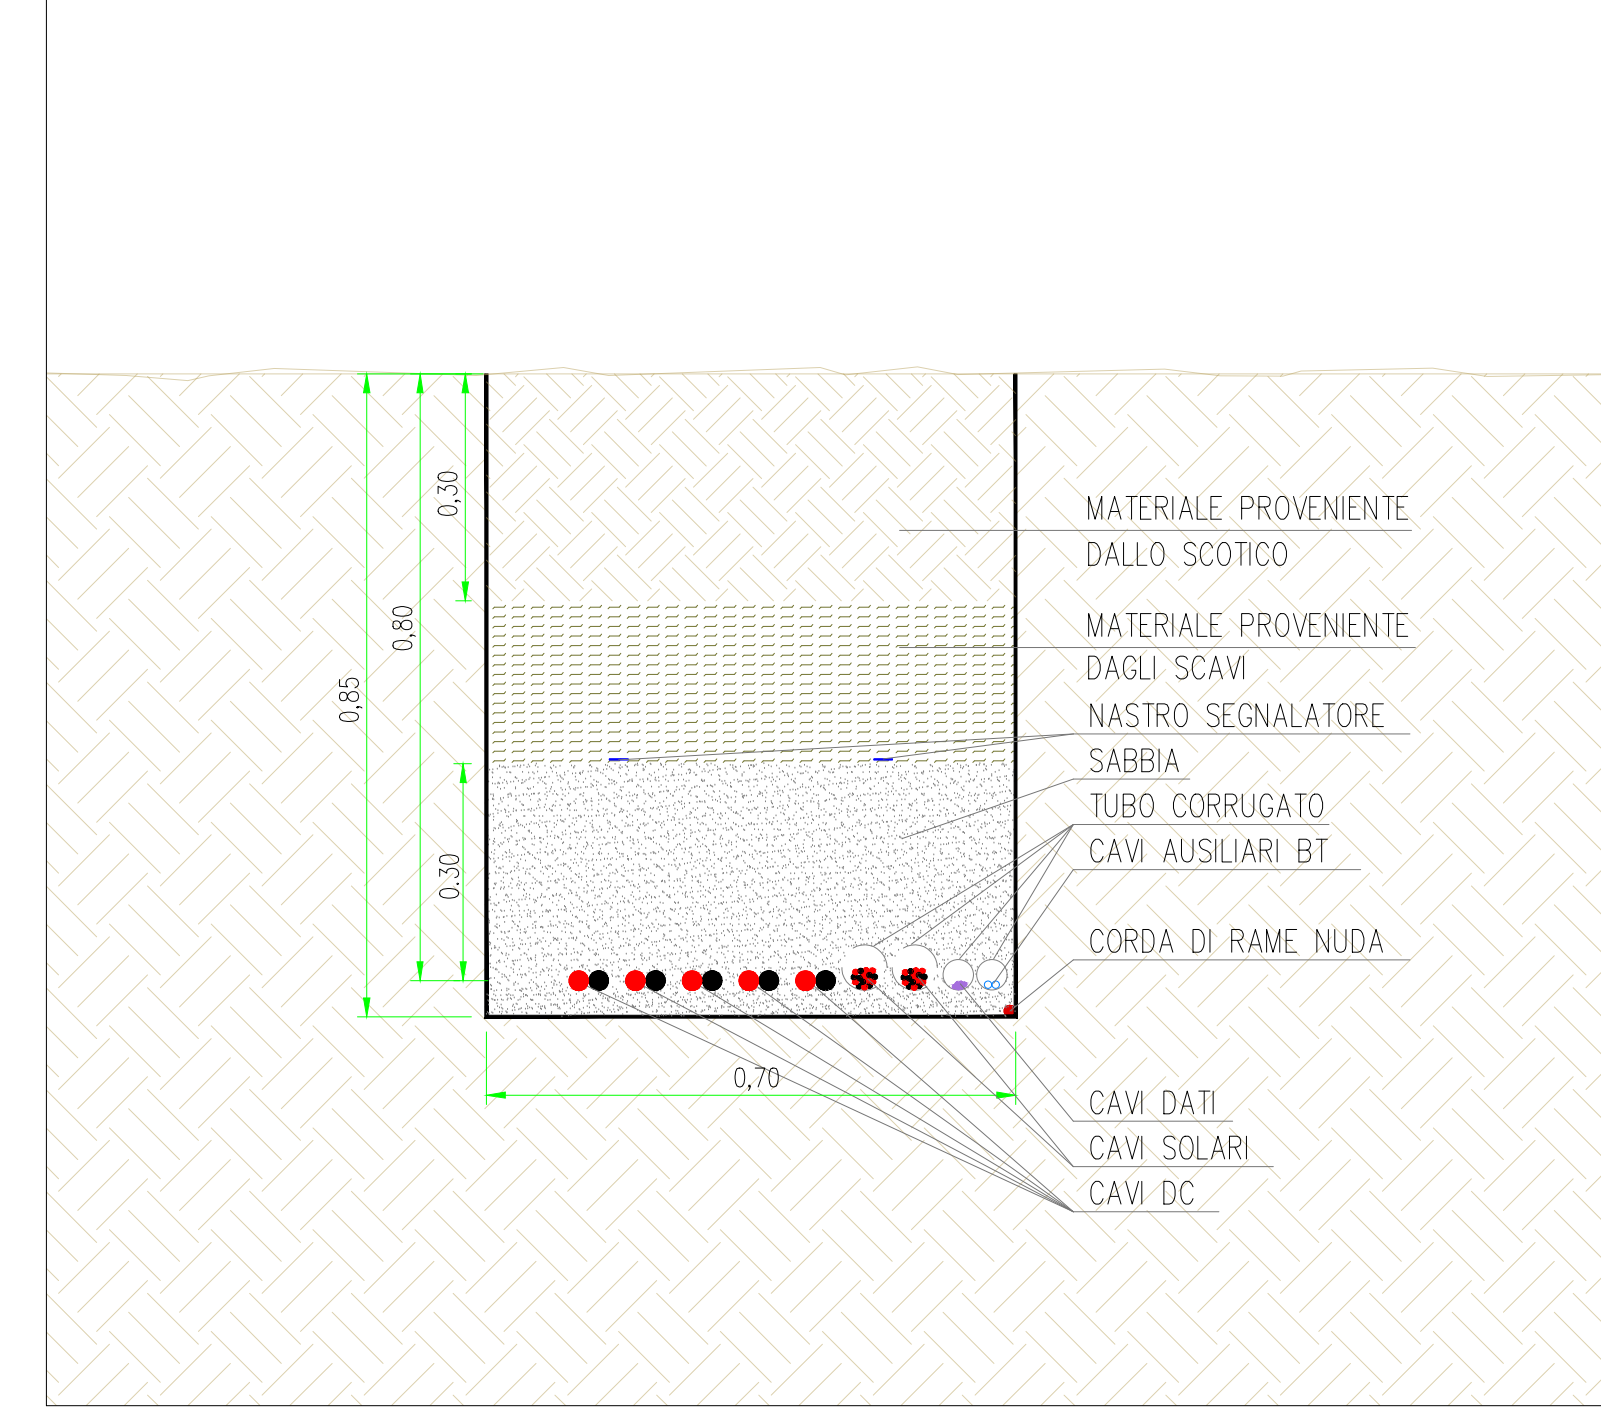 MATERIALE PROVENIENTE
DALLO SCOTICO
MATERIALE PROVENIENTE
DAGLI SCAVI
NASTRO SEGNALATORE
SABBIA
TUBO CORRUGATO
CAVI AUSILIARI BT
CORDA DI RAME NUDA
CAVI DATI
CAVI SOLARI
CAVI DC
0,30
0,80
0,85
0.30
0,70